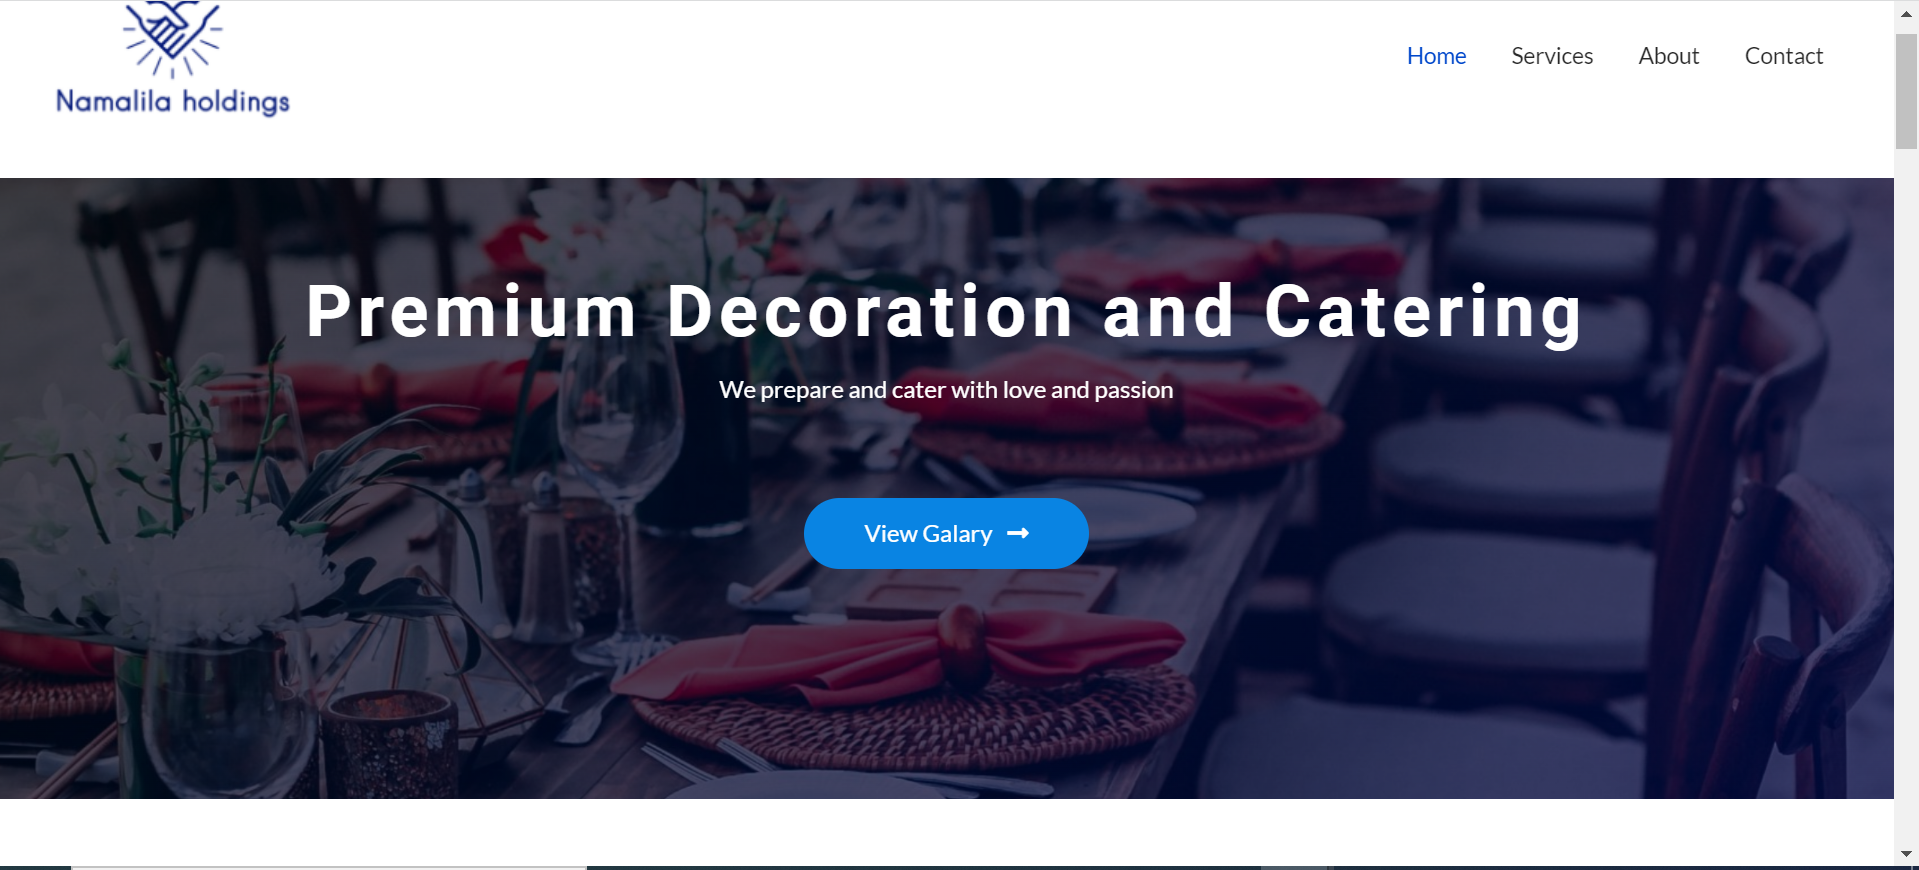 Namalila holdings
Home Services About Contact
Premium Decoration and Catering
We prepare and cater with love and passion
View Galary